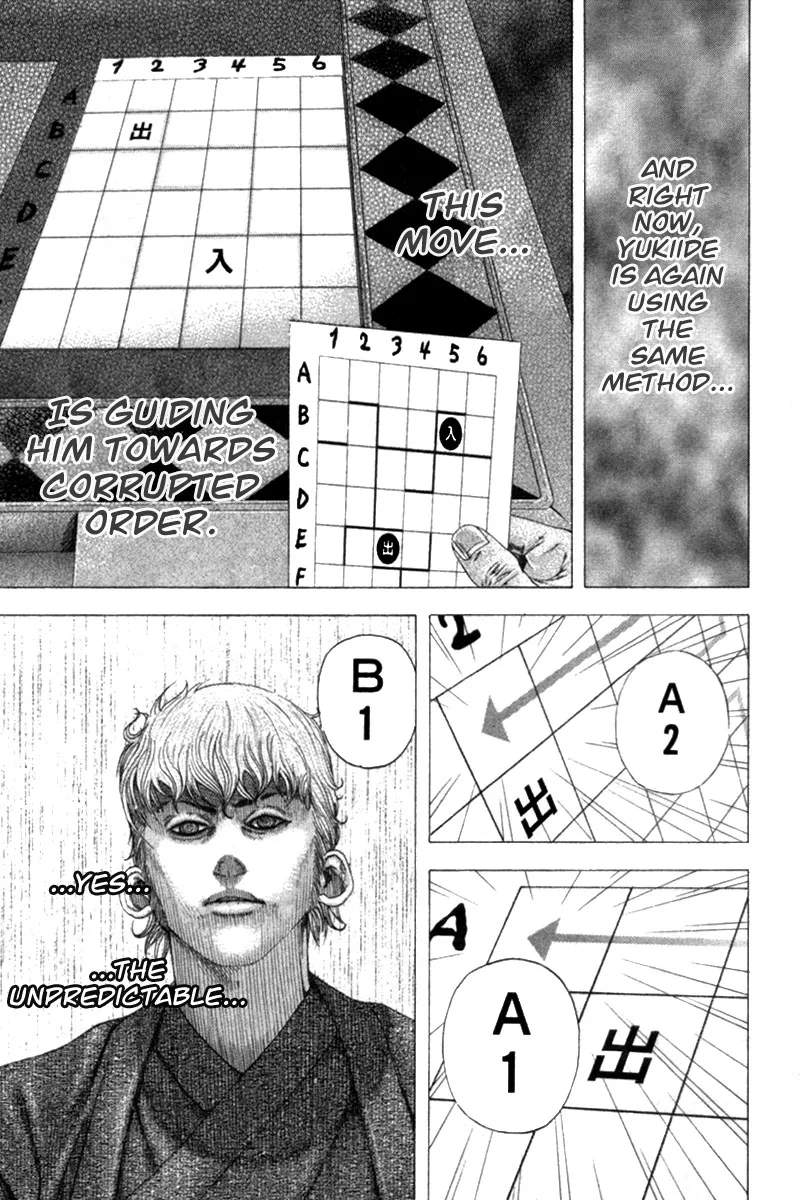 AND
RIGHT
NOW,
YUKIIDE
IS AGAIN
USING
THE
SAME
METHOD...
1 2 3 4 5 6
A
B
C
D
E
出
入
THIS
MOVE...
1 2 3 4 5 6
A
B
C
D
E
F
入
出
IS GUIDING
HIM TOWARDS
CORRUPTED
ORDER.
2
A
2
出
A
A
1
出
B
1
...YES...
...THE
UNPREDICTABLE...